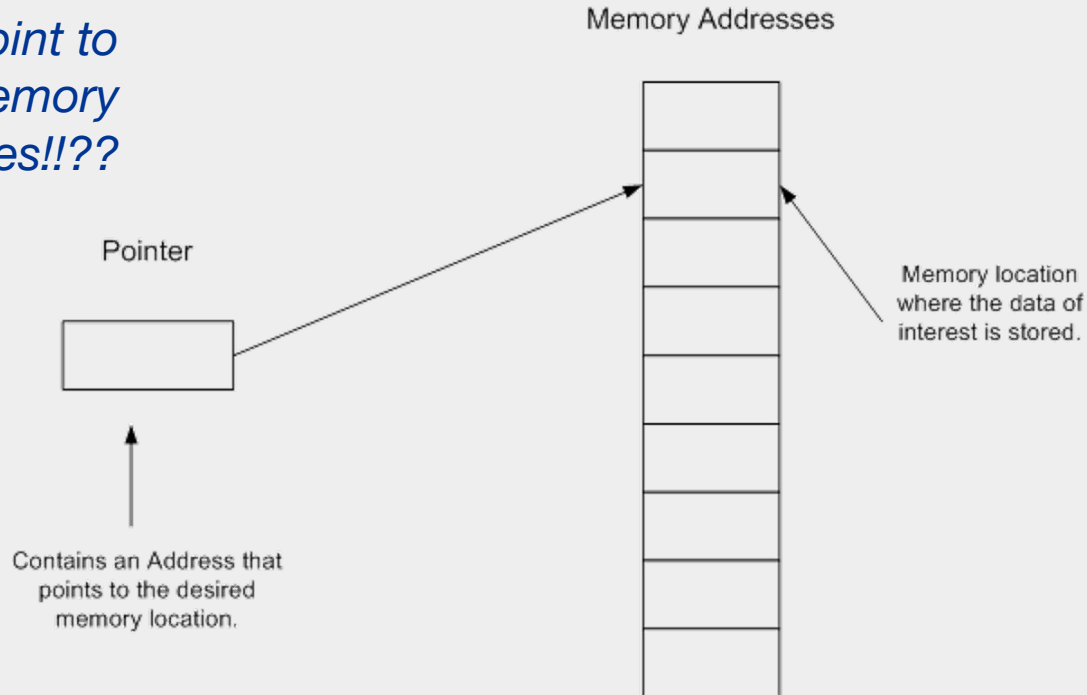 oint to
emory
es!!??
Memory Addresses
Pointer
Memory location
where the data of
interest is stored.
Contains an Address that
points to the desired
memory location.